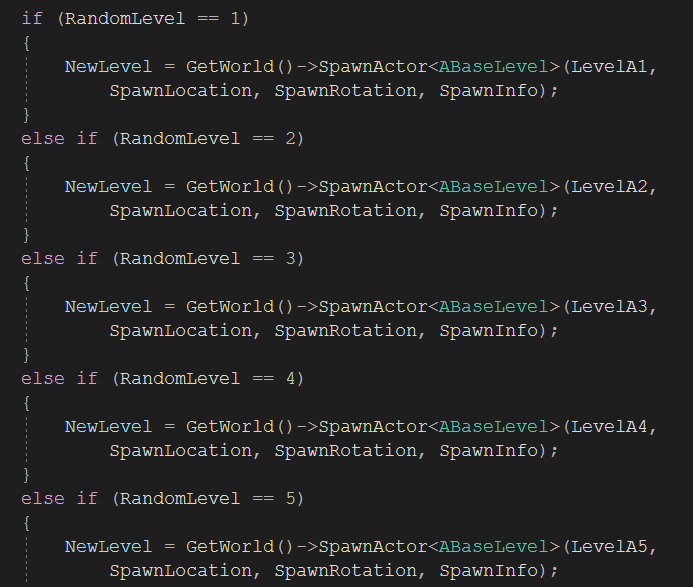 if (RandomLevel == 1)
{
    NewLevel = GetWorld()->SpawnActor<ABaseLevel>(LevelA1,
        SpawnLocation, SpawnRotation, SpawnInfo);
}
else if (RandomLevel == 2)
{
    NewLevel = GetWorld()->SpawnActor<ABaseLevel>(LevelA2,
        SpawnLocation, SpawnRotation, SpawnInfo);
}
else if (RandomLevel == 3)
{
    NewLevel = GetWorld()->SpawnActor<ABaseLevel>(LevelA3,
        SpawnLocation, SpawnRotation, SpawnInfo);
}
else if (RandomLevel == 4)
{
    NewLevel = GetWorld()->SpawnActor<ABaseLevel>(LevelA4,
        SpawnLocation, SpawnRotation, SpawnInfo);
}
else if (RandomLevel == 5)
{
    NewLevel = GetWorld()->SpawnActor<ABaseLevel>(LevelA5,
        SpawnLocation, SpawnRotation, SpawnInfo);